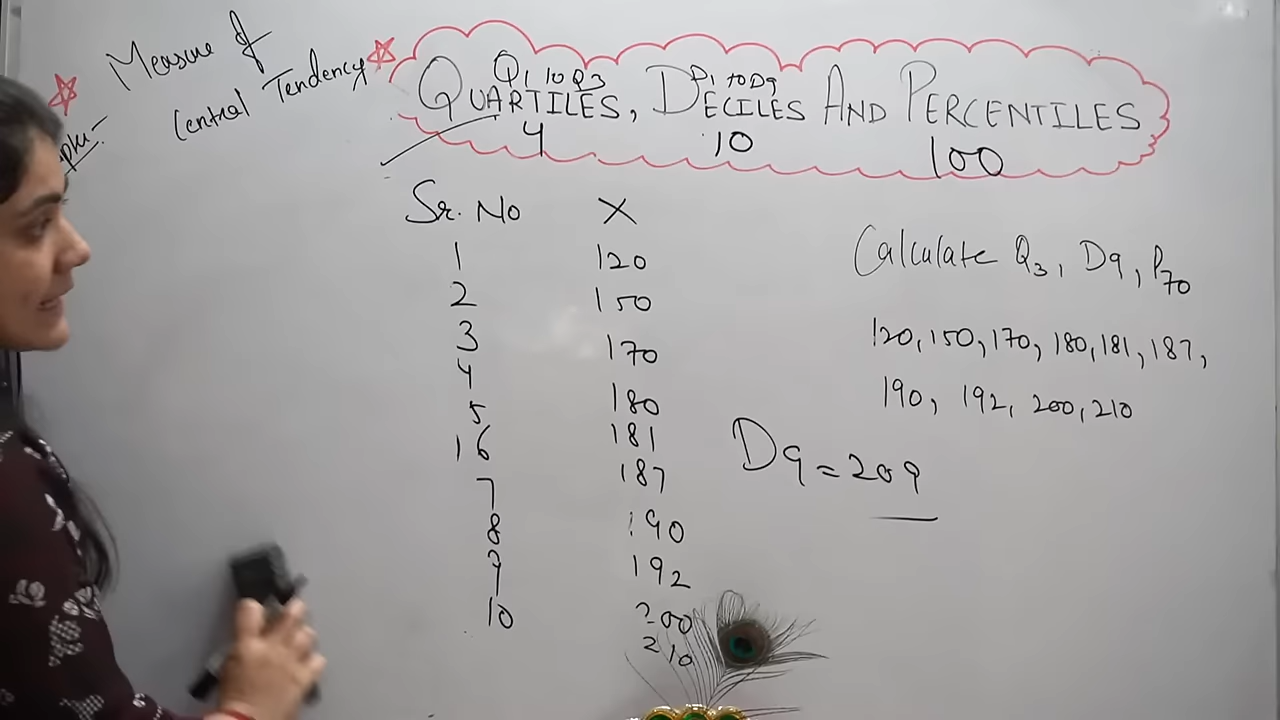 Measure of
Central Tendency
Q1 to Q3
D1 to D9
QUARTILES, DECILES AND PERCENTILES
4 10 100
Sr. No X
1 120
2 150
3 170
4 180
5 181
16 187
7 190
8 192
9 200
10 210
Calculate Q3, D9, P70
120, 150, 170, 180, 181, 187,
190, 192, 200, 210
D9 = 209